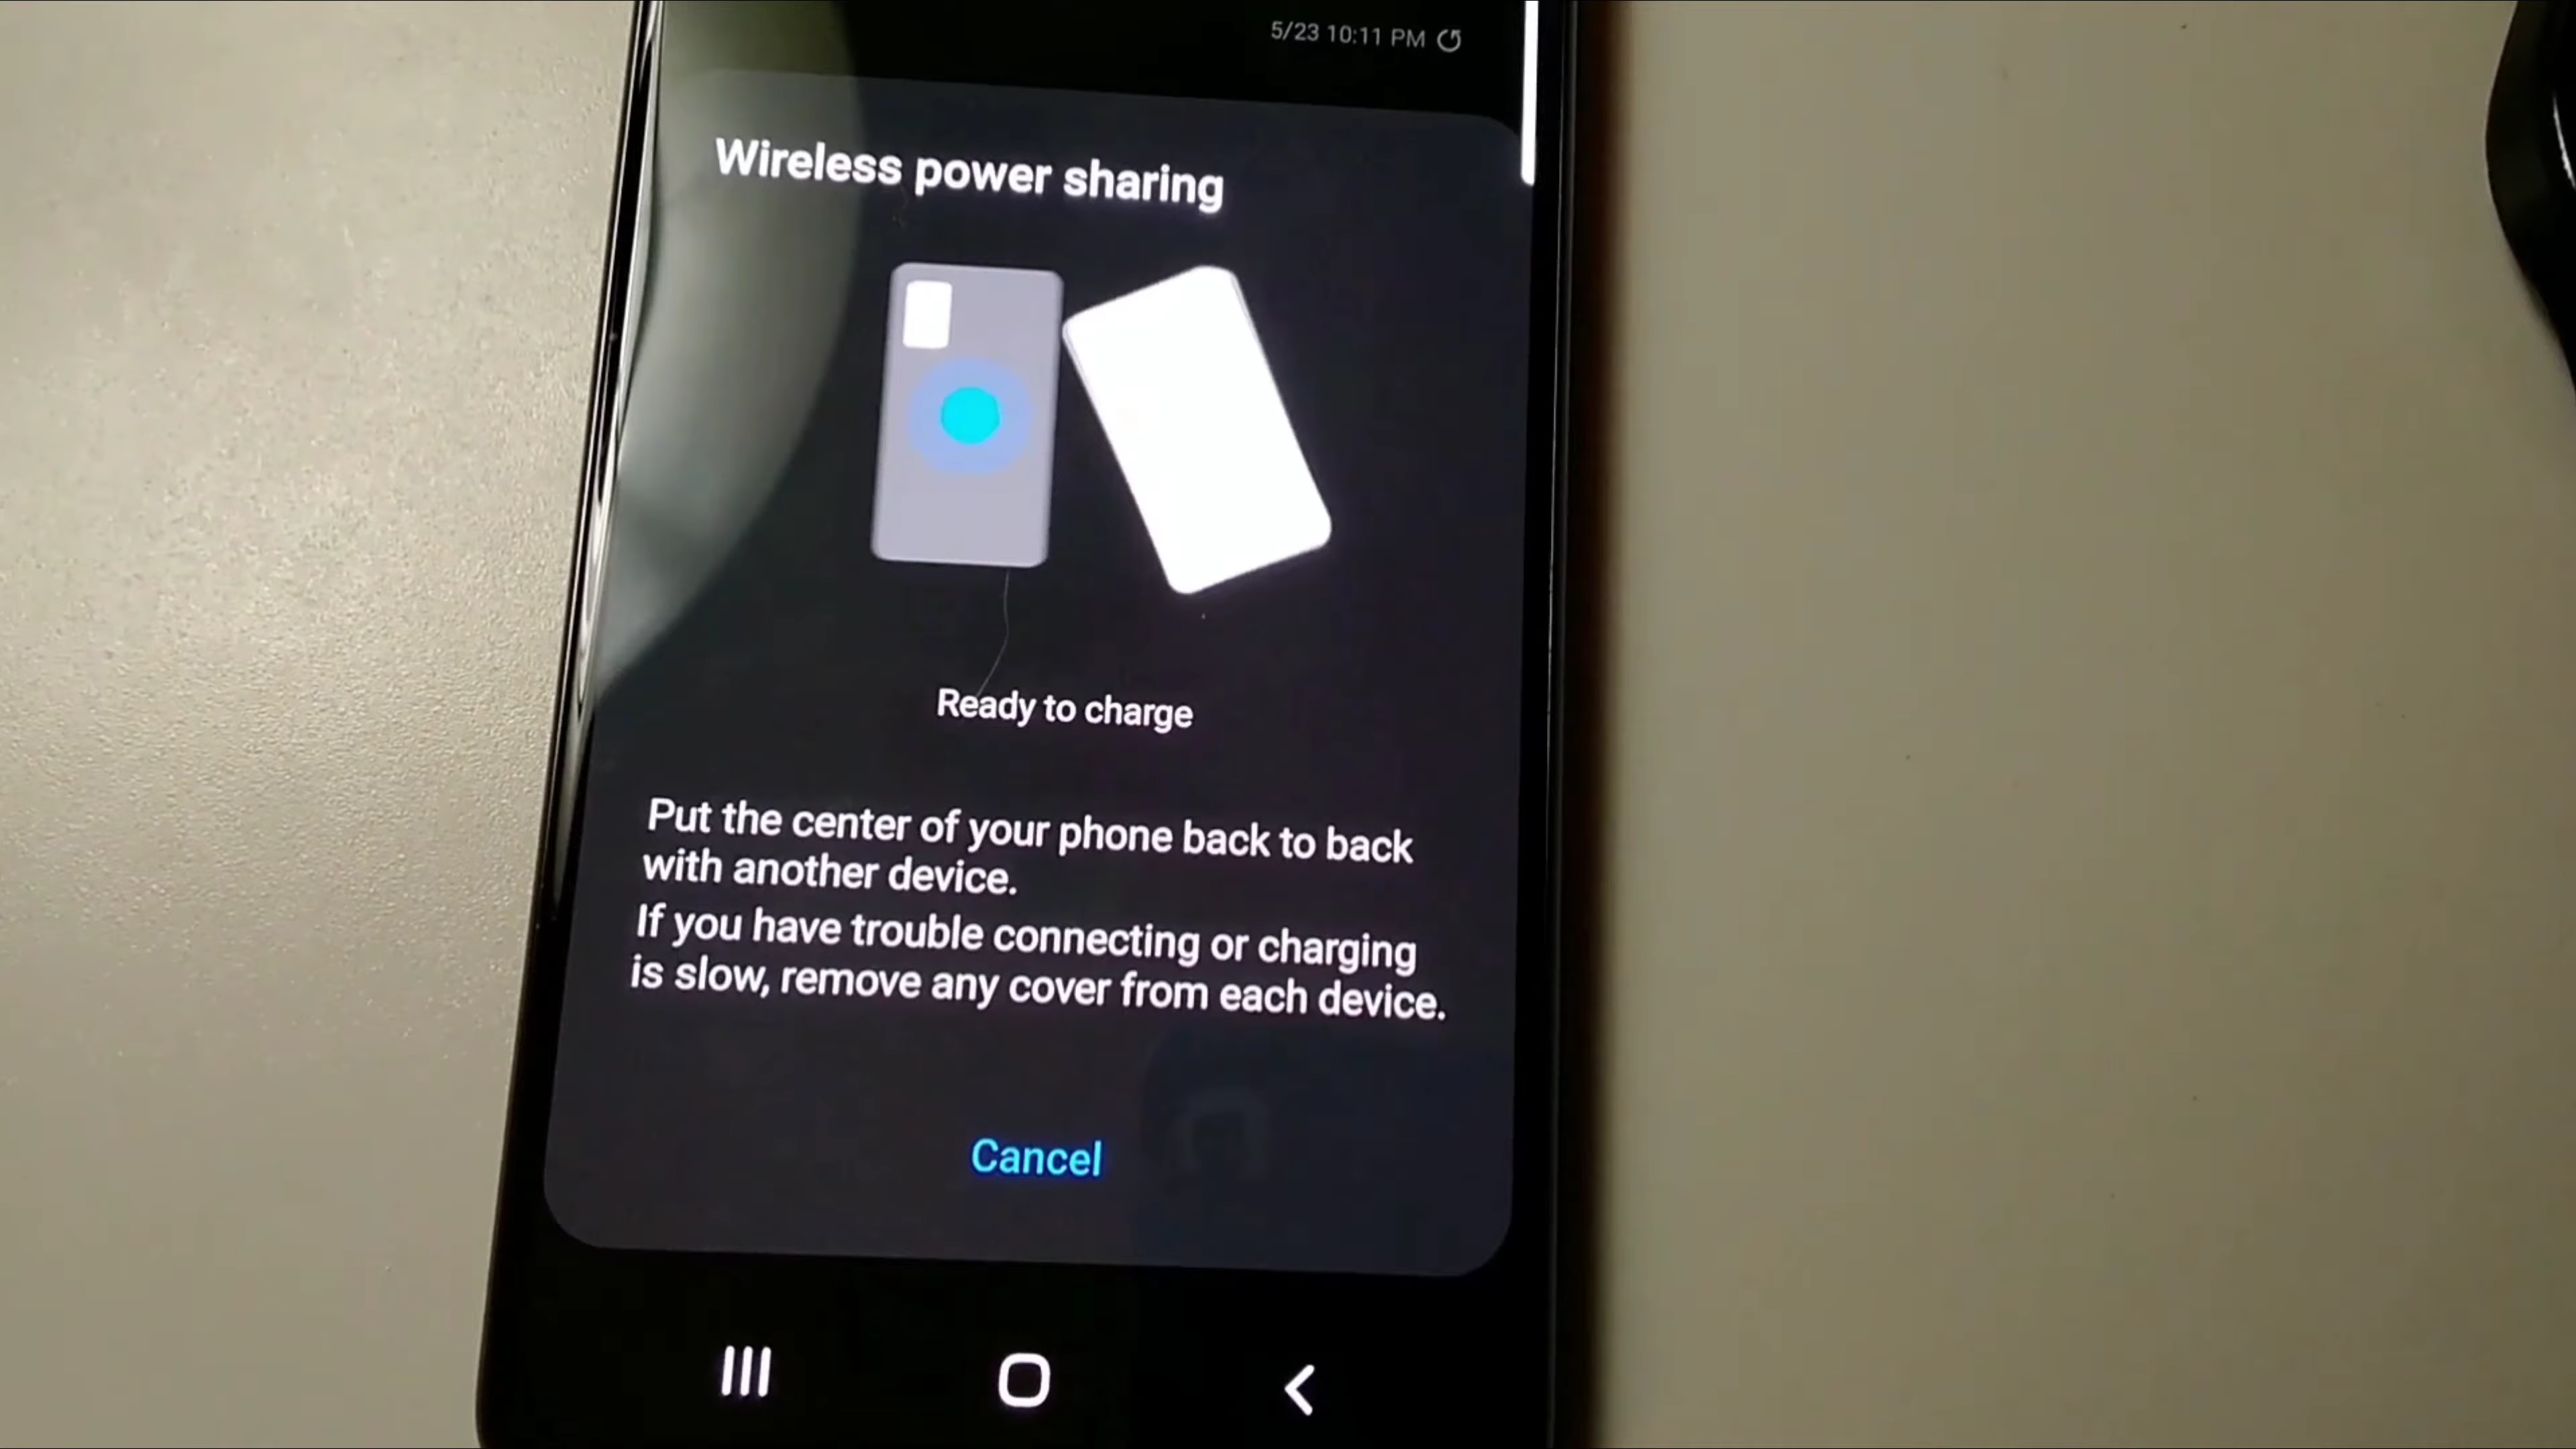 5/23 10:11 PM
Wireless power sharing
Ready to charge
Put the center of your phone back to back
with another device.
If you have trouble connecting or charging
is slow, remove any cover from each device.
Cancel